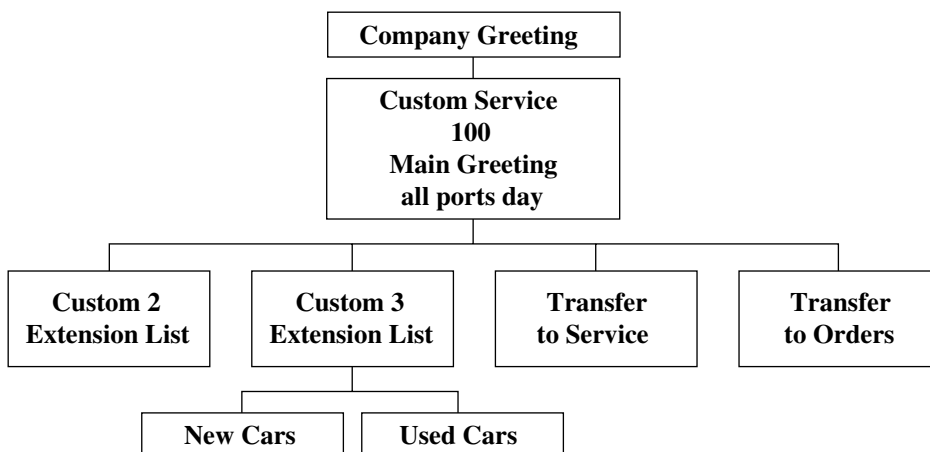 Company Greeting
Custom Service
100
Main Greeting
all ports day
Custom 2
Extension List
Custom 3
Extension List
Transfer
to Service
Transfer
to Orders
New Cars
Used Cars